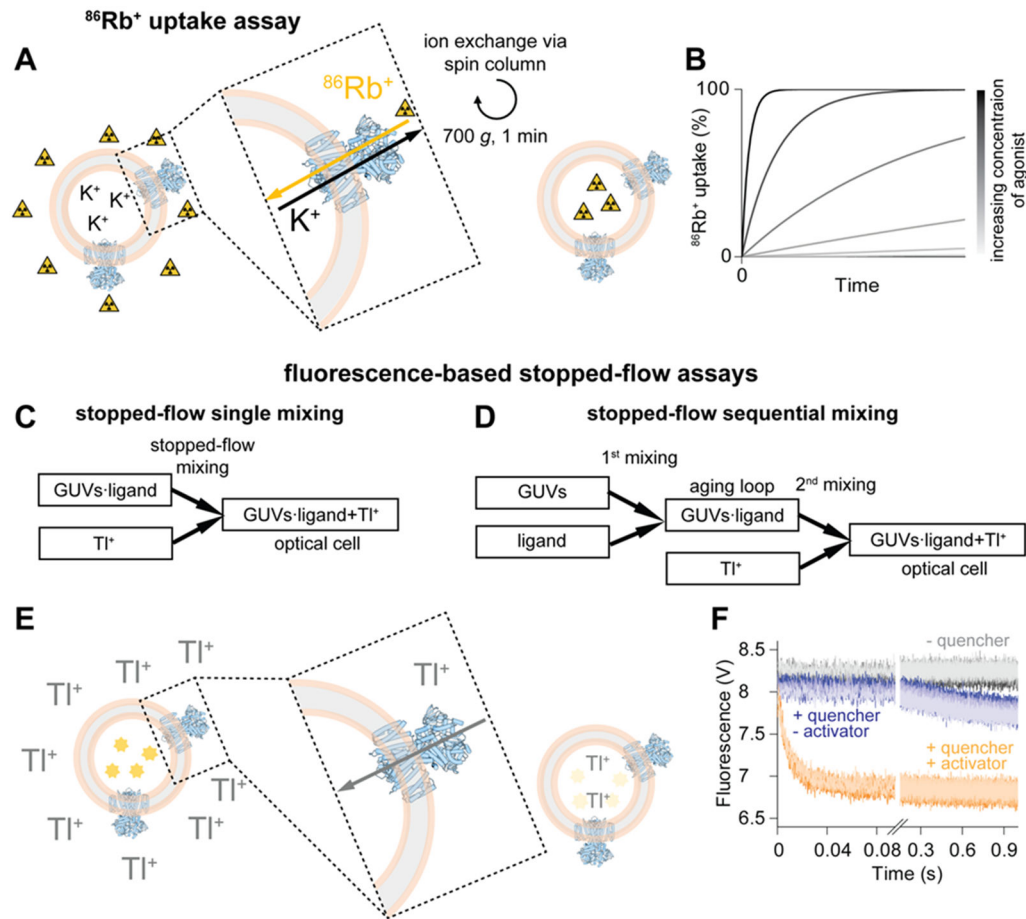 ⁸⁶Rb⁺ uptake assay
A
K⁺
K⁺
K⁺
⁸⁶Rb⁺
K⁺
ion exchange via
spin column
700 g, 1 min
B
100
0
⁸⁶Rb⁺ uptake (%)
0
Time
increasing concentraion
of agonist
fluorescence-based stopped-flow assays
C
stopped-flow single mixing
stopped-flow
mixing
GUVs·ligand
Tl⁺
GUVs·ligand+Tl⁺
optical cell
D
stopped-flow sequential mixing
1ˢᵗ mixing
GUVs
ligand
aging loop
GUVs·ligand
Tl⁺
2ⁿᵈ mixing
GUVs·ligand+Tl⁺
optical cell
E
Tl⁺
Tl⁺
Tl⁺
Tl⁺
Tl⁺
Tl⁺
Tl⁺
Tl⁺
Tl⁺
Tl⁺
Tl⁺
Tl⁺
F
8.5
8
7
6.5
Fluorescence (V)
- quencher
+ quencher
- activator
+ quencher
+ activator
0 0.04 0.08 0.3 0.6 0.9
Time (s)